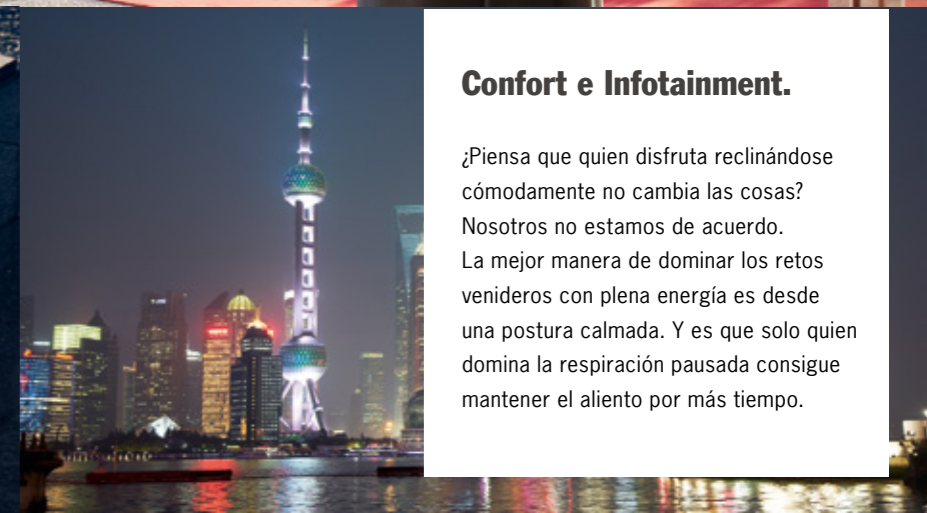 Confort e Infotainment.
¿Piensa que quien disfruta reclinándose
cómodamente no cambia las cosas?
Nosotros no estamos de acuerdo.
La mejor manera de dominar los retos
venideros con plena energía es desde
una postura calmada. Y es que solo quien
domina la respiración pausada consigue
mantener el aliento por más tiempo.